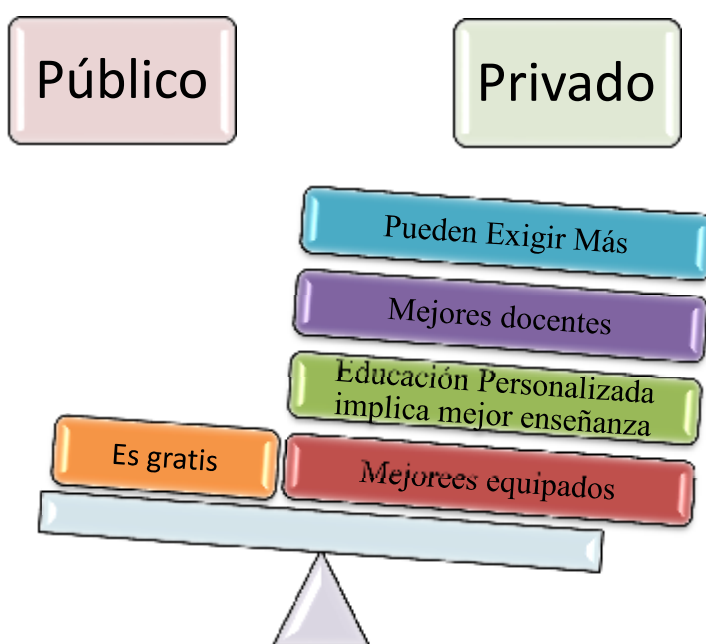 Público
Privado
Pueden Exigir Más
Mejores docentes
Educación Personalizada
implica mejor enseñanza
Es gratis
Mejorees equipados